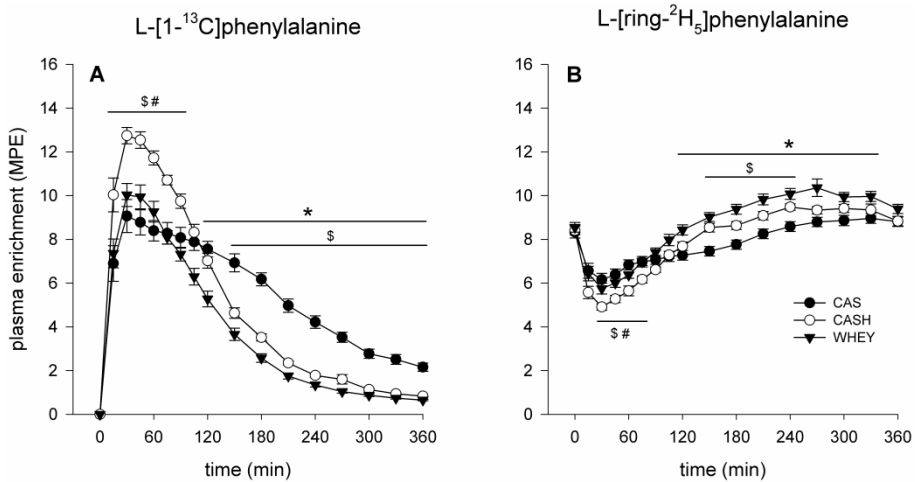 L-[1-¹³C]phenylalanine
L-[ring-²H₅]phenylalanine
A
B
16
14
12
10
8
6
4
2
0
plasma enrichment (MPE)
$ #
*
$
0 60 120 180 240 300 360
time (min)
16
14
12
10
8
6
4
2
0
*
$
$ #
CAS
CASH
WHEY
0 60 120 180 240 300 360
time (min)